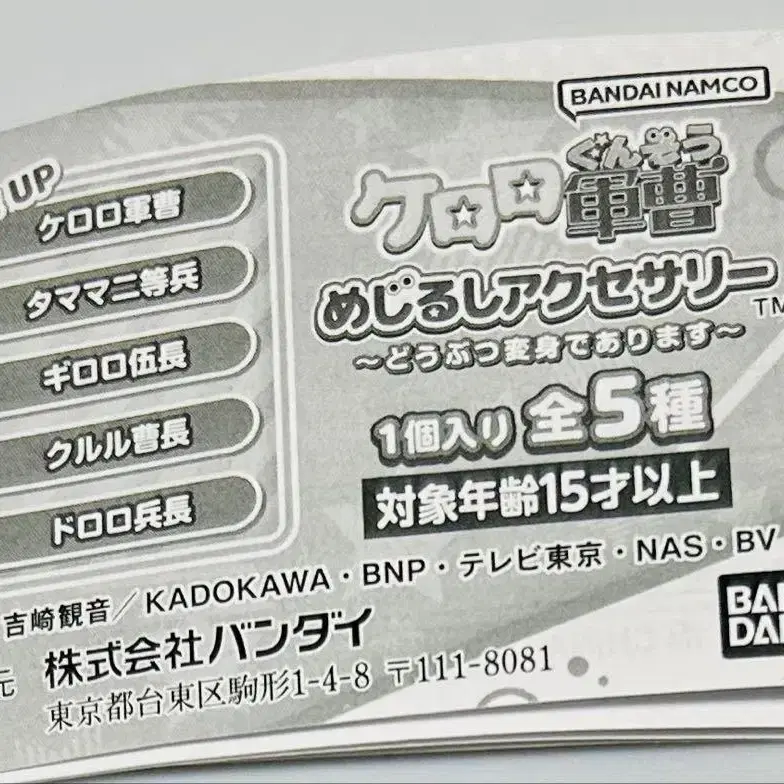 UP
ケロロ軍曹
タママ二等兵
ギロロ伍長
クルル曹長
ドロロ兵長
BANDAI NAMCO
ぐんそう
ケロロ軍曹
めじるしアクセサリー TM
～どうぶつ変身であります～
1個入り 全5種
対象年齢15才以上
吉崎観音／KADOKAWA・BNP・テレビ東京・NAS・BV
元 株式会社バンダイ
東京都台東区駒形1-4-8 〒111-8081
BAN
DAI